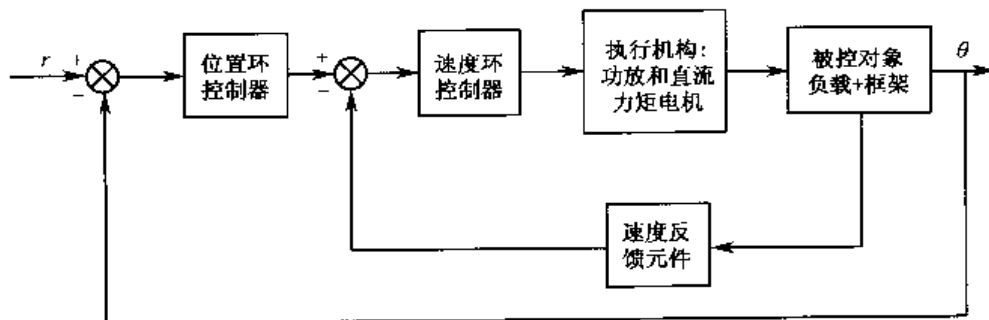 r
+
−
位置环
控制器
+
−
速度环
控制器
执行机构：
功放和直流
力矩电机
被控对象
负载+框架
θ
速度反
馈元件